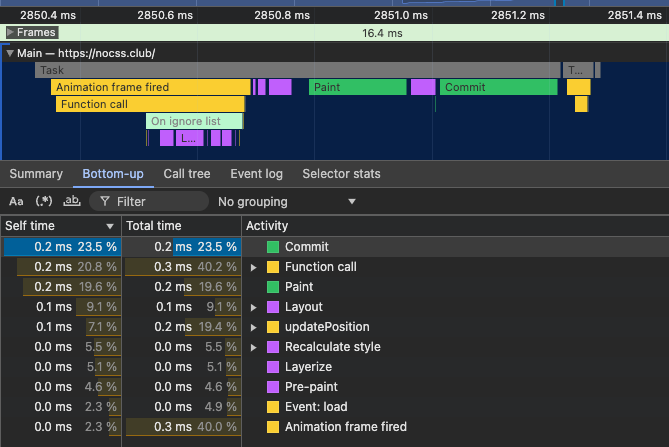 2850.4 ms 2850.6 ms 2850.8 ms 2851.0 ms 2851.2 ms 2851.4 ms
Frames 16.4 ms
Main — https://nocss.club/
Task T...
Animation frame fired Paint Commit
Function call
On ignore list
L...
Summary Bottom-up Call tree Event log Selector stats
Aa (.*) ab Filter No grouping
Self time Total time Activity
0.2 ms 23.5 % 0.2 ms 23.5 % Commit
0.2 ms 20.8 % 0.3 ms 40.2 % Function call
0.2 ms 19.6 % 0.2 ms 19.6 % Paint
0.1 ms 9.1 % 0.1 ms 9.1 % Layout
0.1 ms 7.1 % 0.2 ms 19.4 % updatePosition
0.0 ms 5.5 % 0.0 ms 5.5 % Recalculate style
0.0 ms 5.1 % 0.0 ms 5.1 % Layerize
0.0 ms 4.6 % 0.0 ms 4.6 % Pre-paint
0.0 ms 2.3 % 0.0 ms 4.9 % Event: load
0.0 ms 2.3 % 0.3 ms 40.0 % Animation frame fired